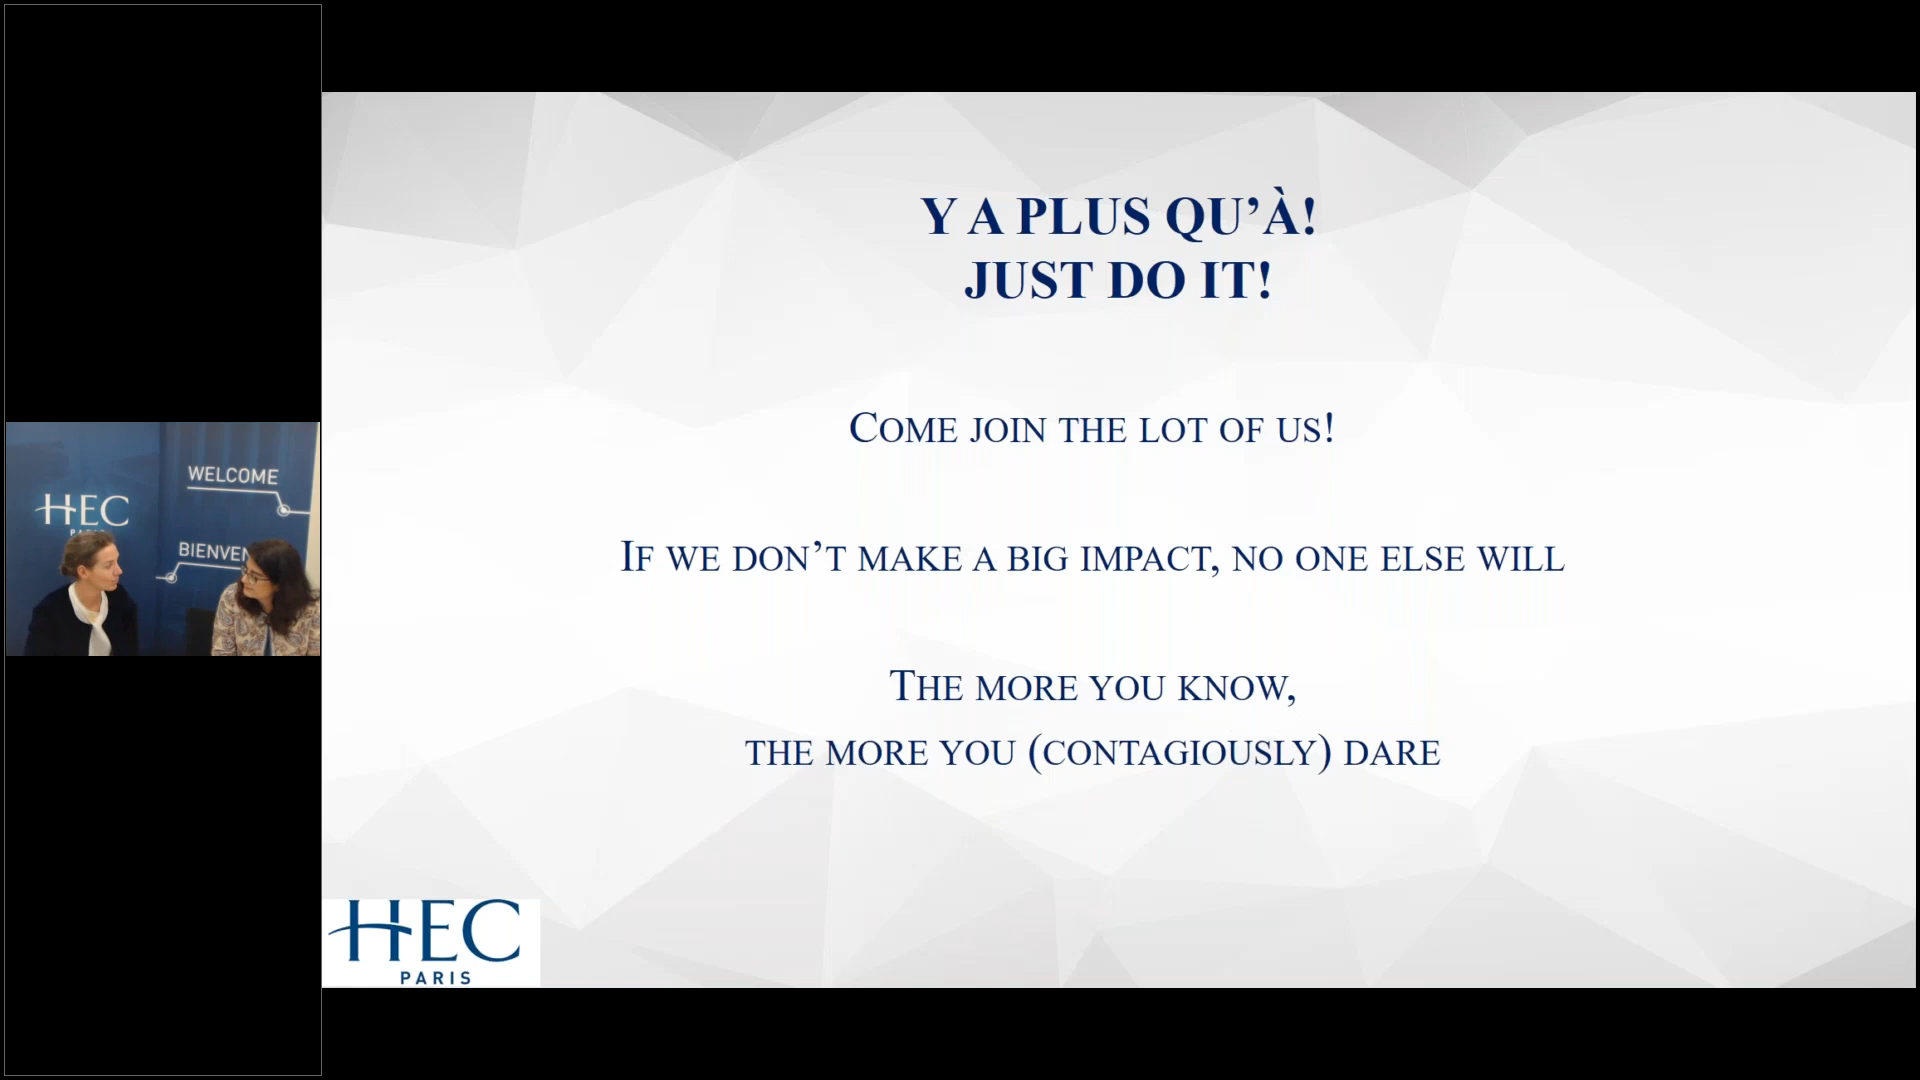 WELCOME
HEC
PARIS
BIENVEN
Y A PLUS QU’À!
JUST DO IT!
COME JOIN THE LOT OF US!
IF WE DON’T MAKE A BIG IMPACT, NO ONE ELSE WILL
THE MORE YOU KNOW,
THE MORE YOU (CONTAGIOUSLY) DARE
HEC
PARIS